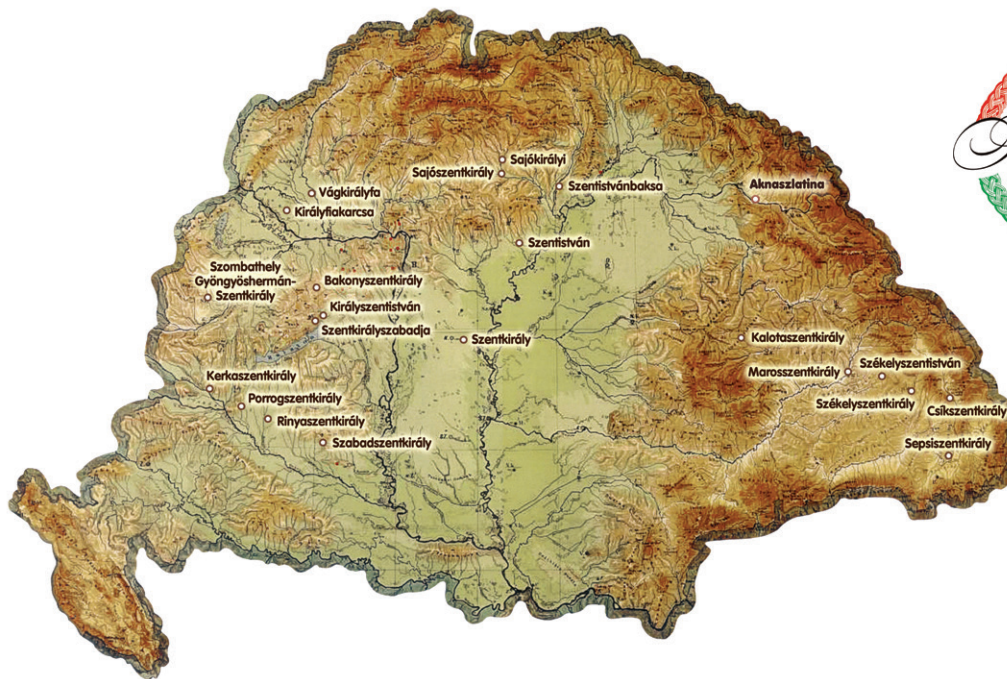 Sajókirályi
Sajószentkirály
Szentistvánbaksa
Aknaszlatina
Vágkirályfa
Királyfiakarcsa
Szentistván
Szombathely
Gyöngyöshermán-
Szentkirály
Bakonyszentkirály
Királyszentistván
Szentkirályszabadja
Szentkirály
Kalotaszentkirály
Marosszentkirály
Székelyszentistván
Székelyszentkirály
Csíkszentkirály
Sepsiszentkirály
Kerkaszentkirály
Porrogszentkirály
Rinyaszentkirály
Szabadszentkirály